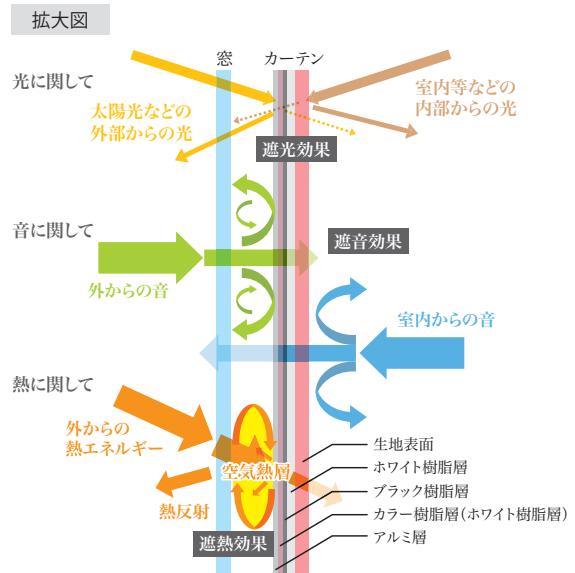 拡大図
窓
カーテン
光に関して
太陽光などの
外部からの光
室内等などの
内部からの光
遮光効果
音に関して
遮音効果
外からの音
室内からの音
熱に関して
外からの
熱エネルギー
空気熱層
熱反射
遮熱効果
生地表面
ホワイト樹脂層
ブラック樹脂層
カラー樹脂層(ホワイト樹脂層)
アルミ層